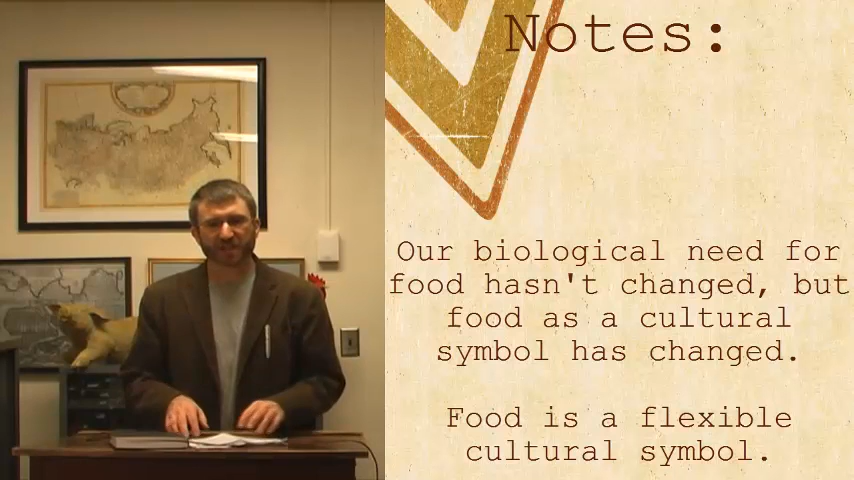 Notes:
Our biological need for
food hasn't changed, but
food as a cultural
symbol has changed.
Food is a flexible
cultural symbol.